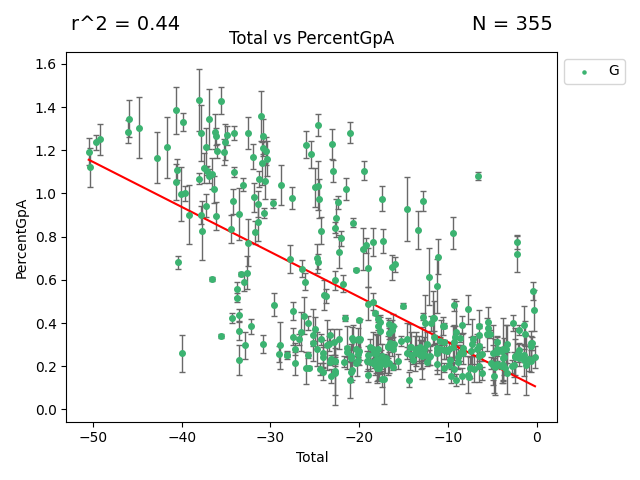 r^2 = 0.44
N = 355
Total vs PercentGpA
G
PercentGpA
1.6
1.4
1.2
1.0
0.8
0.6
0.4
0.2
0.0
−50 −40 −30 −20 −10 0
Total